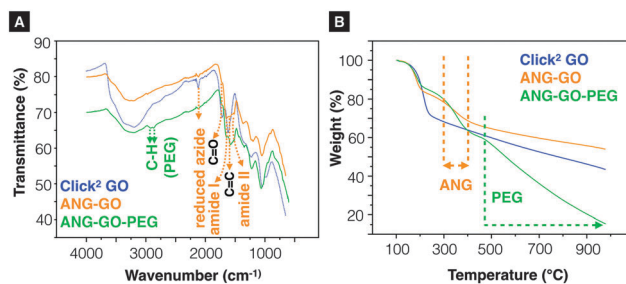 A
Transmittance (%)
90
80
70
60
50
40
C-H
(PEG)
reduced azide
amide I
C=O
C=C
amide II
Click² GO
ANG-GO
ANG-GO-PEG
4000 3000 2000 1000
Wavenumber (cm-1)
B
Weight (%)
100
80
60
40
20
Click² GO
ANG-GO
ANG-GO-PEG
ANG
PEG
100 300 500 700 900
Temperature (°C)